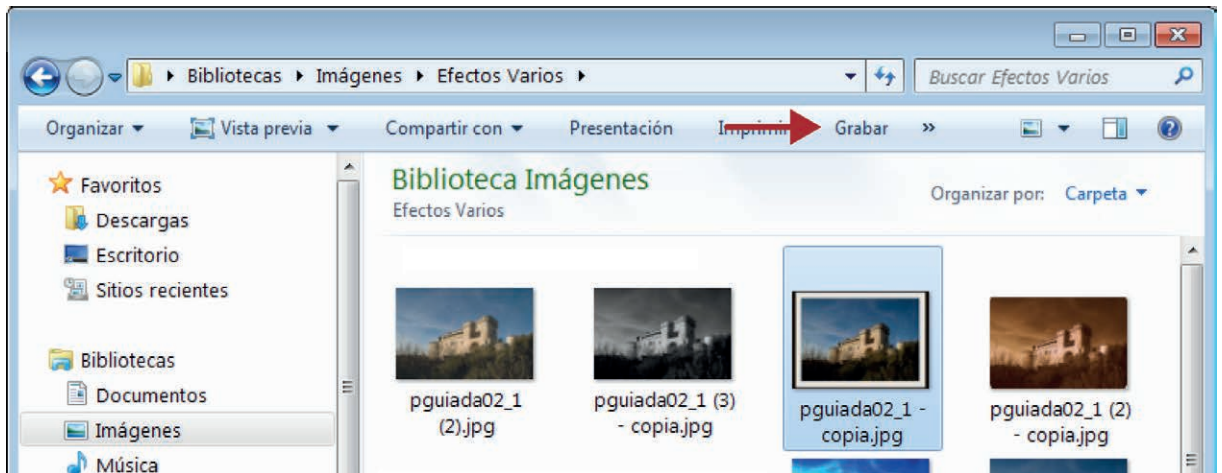 Bibliotecas Imágenes Efectos Varios
Buscar Efectos Varios
Organizar Vista previa Compartir con Presentación Imprimir Grabar »
Favoritos
Descargas
Escritorio
Sitios recientes
Bibliotecas
Documentos
Imágenes
Música
Biblioteca Imágenes
Efectos Varios
Organizar por: Carpeta
pguiada02_1
(2).jpg
pguiada02_1 (3)
- copia.jpg
pguiada02_1 -
copia.jpg
pguiada02_1 (2)
- copia.jpg